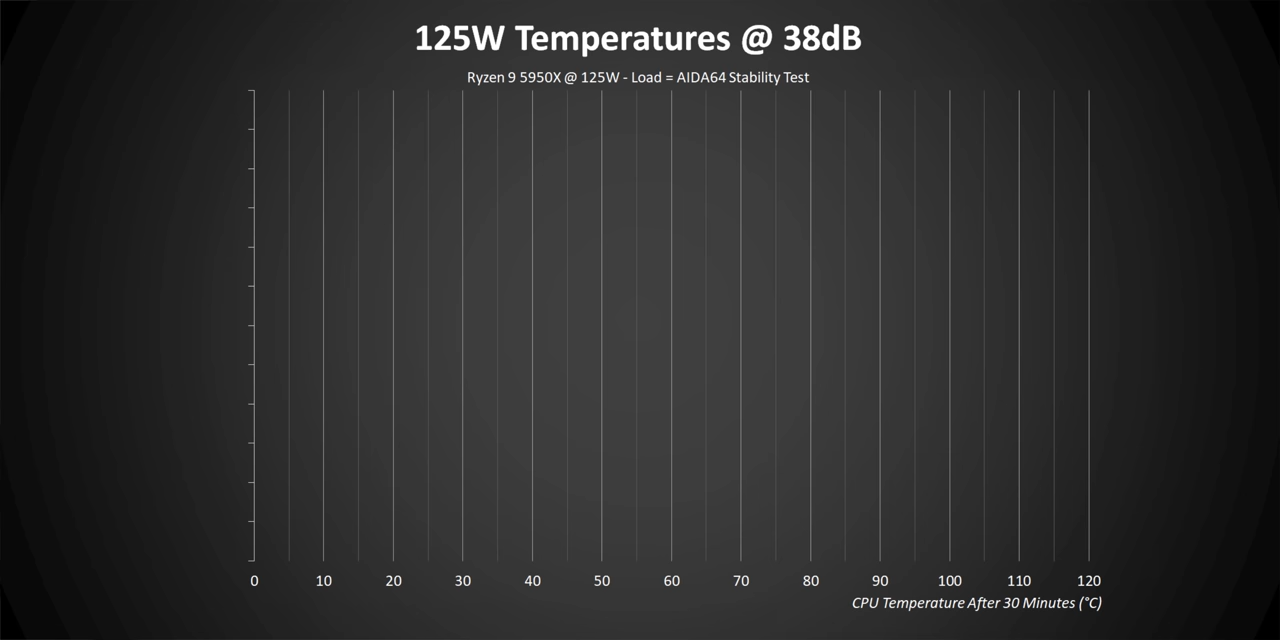 125W Temperatures @ 38dB
Ryzen 9 5950X @ 125W - Load = AIDA64 Stability Test
0 10 20 30 40 50 60 70 80 90 100 110 120
CPU Temperature After 30 Minutes (°C)